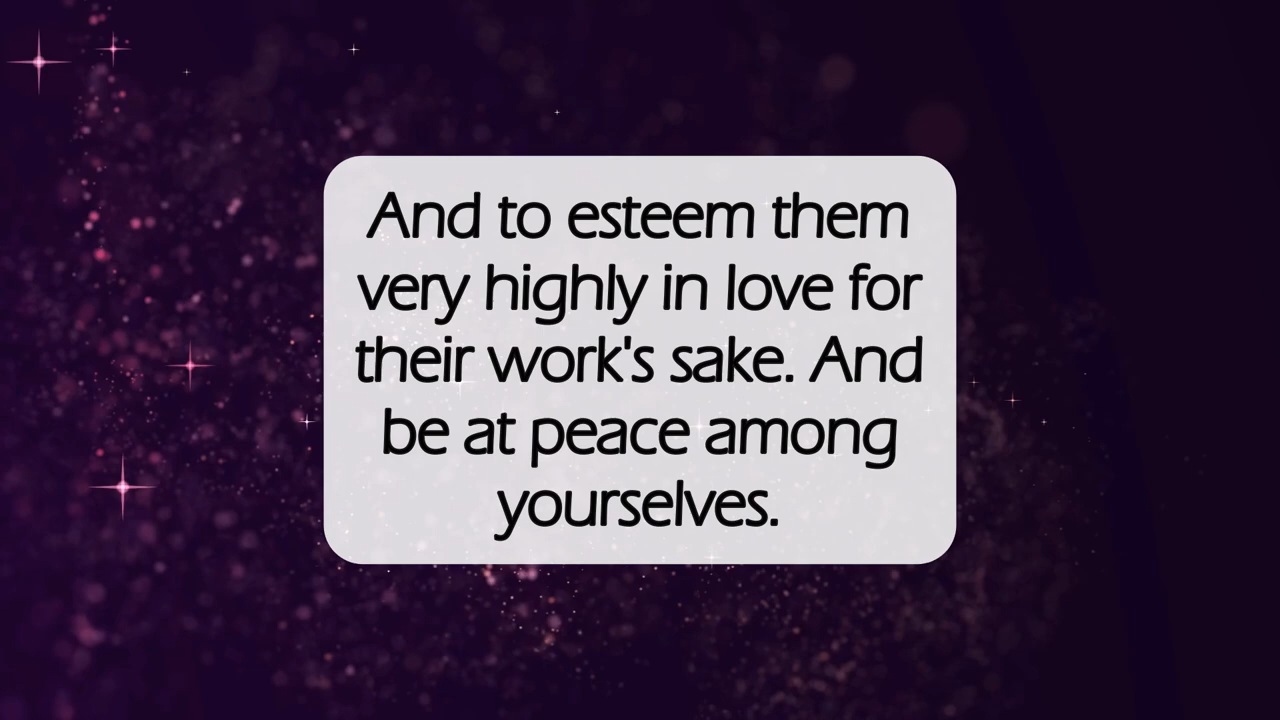 And to esteem them
very highly in love for
their work's sake. And
be at peace among
yourselves.